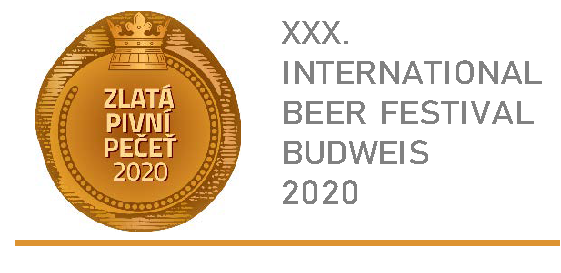 ZLATÁ
PIVNÍ
PEČEŤ
2020
XXX.
INTERNATIONAL
BEER FESTIVAL
BUDWEIS
2020